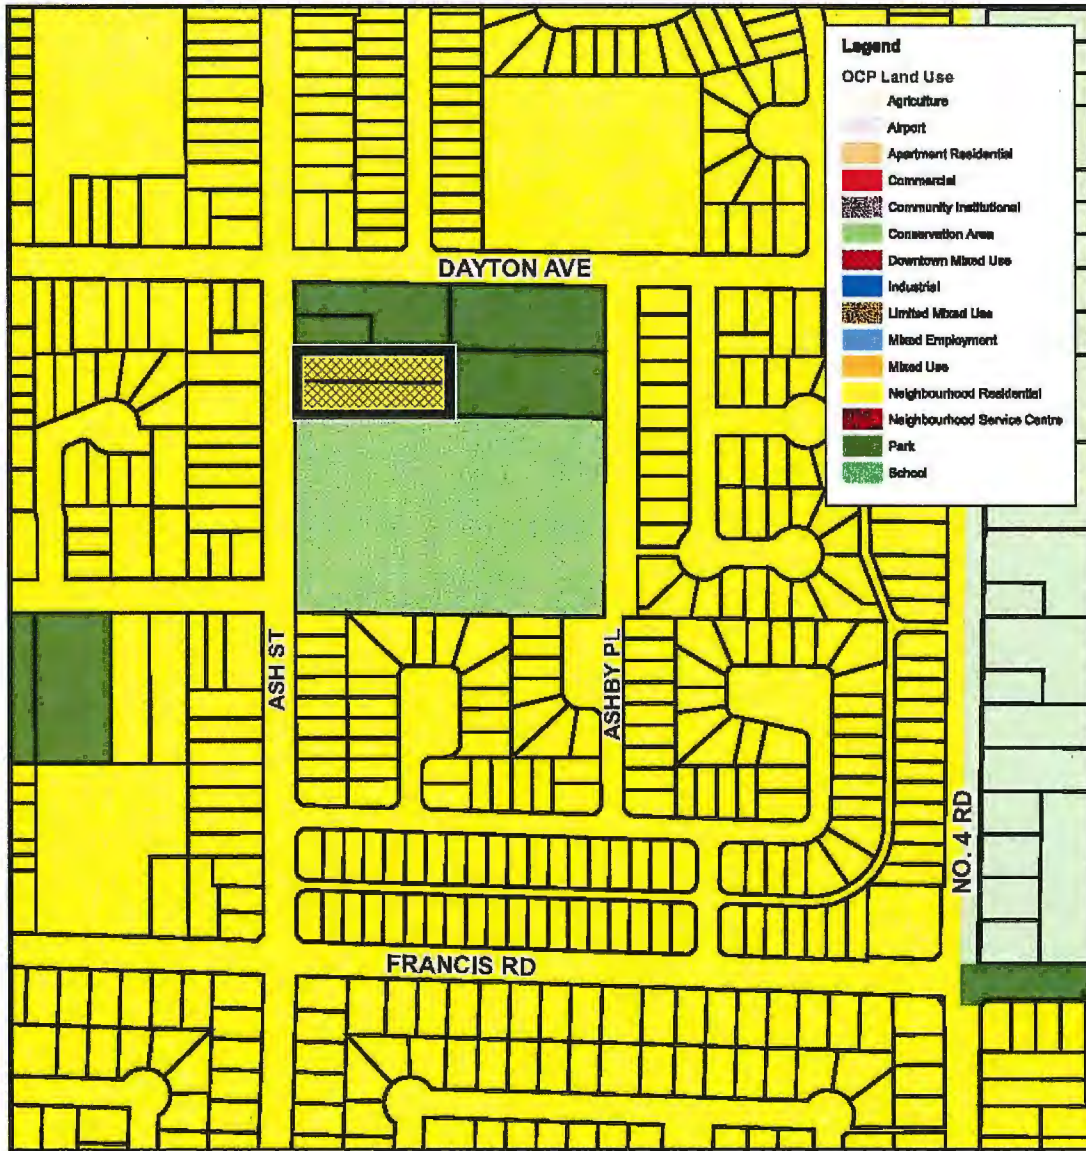 Legend
OCP Land Use
Agriculture
Airport
Apartment Residential
Commercial
Community Institutional
Conservation Area
Downtown Mixed Use
Industrial
Limited Mixed Use
Mixed Employment
Mixed Use
Neighbourhood Residential
Neighbourhood Service Centre
Park
School
DAYTON AVE
ASH ST
ASHBY PL
NO. 4 RD
FRANCIS RD